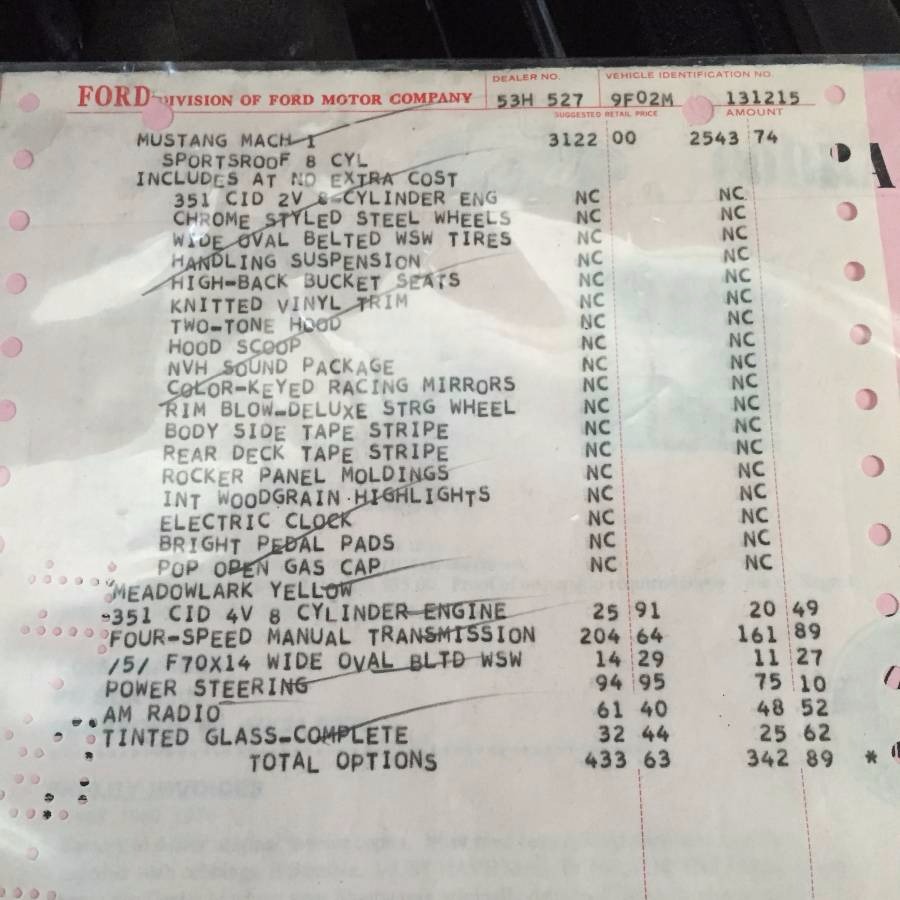 DEALER NO. VEHICLE IDENTIFICATION NO.
FORD DIVISION OF FORD MOTOR COMPANY 53H 527 9F02M 131215
SUGGESTED RETAIL PRICE AMOUNT
MUSTANG MACH I 3122 00 2543 74
SPORTSROOF 8 CYL
INCLUDES AT NO EXTRA COST
351 CID 2V 8-CYLINDER ENG NC NC
CHROME STYLED STEEL WHEELS NC NC
WIDE OVAL BELTED WSW TIRES NC NC
HANDLING SUSPENSION NC NC
HIGH-BACK BUCKET SEATS NC NC
KNITTED VINYL TRIM NC NC
TWO-TONE HOOD NC NC
HOOD SCOOP NC NC
NVH SOUND PACKAGE NC NC
COLOR-KEYED RACING MIRRORS NC NC
RIM BLOW-DELUXE STRG WHEEL NC NC
BODY SIDE TAPE STRIPE NC NC
REAR DECK TAPE STRIPE NC NC
ROCKER PANEL MOLDINGS NC NC
INT WOODGRAIN HIGHLIGHTS NC NC
ELECTRIC CLOCK NC NC
BRIGHT PEDAL PADS NC NC
POP OPEN GAS CAP NC NC
MEADOWLARK YELLOW
351 CID 4V 8 CYLINDER ENGINE 25 91 20 49
FOUR-SPEED MANUAL TRANSMISSION 204 64 161 89
/5/ F70X14 WIDE OVAL BLTD WSW 14 29 11 27
POWER STEERING 94 95 75 10
AM RADIO 61 40 48 52
TINTED GLASS-COMPLETE 32 44 25 62
TOTAL OPTIONS 433 63 342 89 *